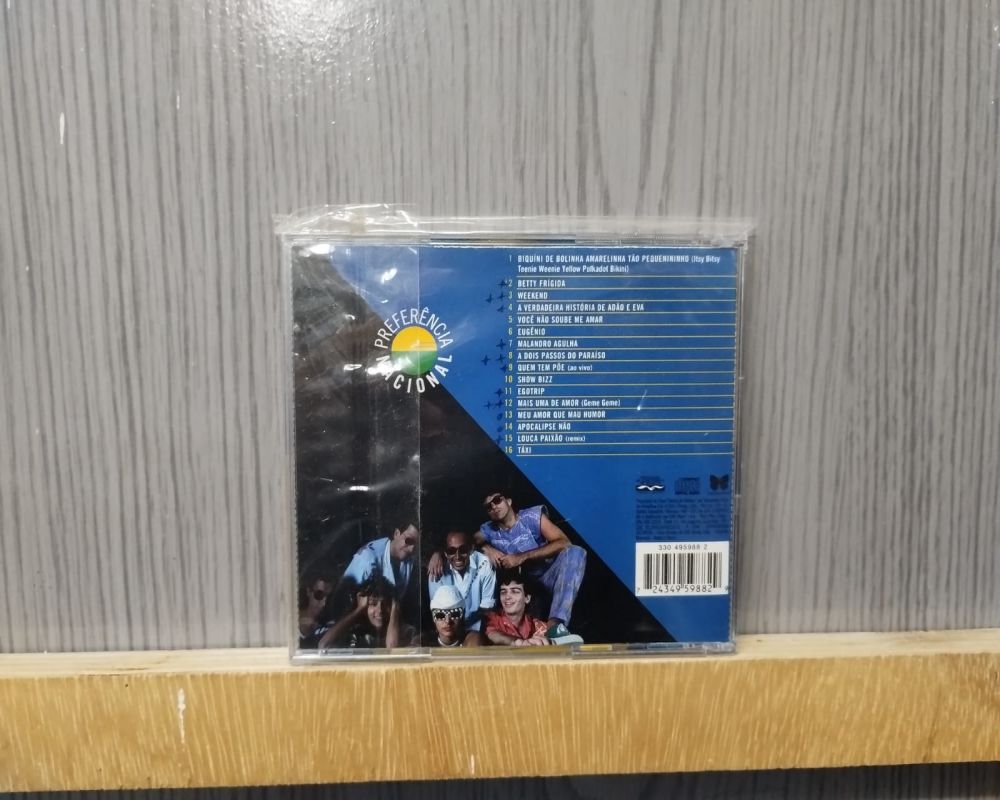 PREFERÊNCIA
NACIONAL
1 BIQUÍNI DE BOLINHA AMARELINHA TÃO PEQUENININHO (Itsy Bitsy
Teenie Weenie Yellow Polkadot Bikini)
2 BETTY FRÍGIDA
3 WEEKEND
4 A VERDADEIRA HISTÓRIA DE ADÃO E EVA
5 VOCÊ NÃO SOUBE ME AMAR
6 EUGÊNIO
7 MALANDRO AGULHA
8 A DOIS PASSOS DO PARAÍSO
9 QUEM TEM PÕE (ao vivo)
10 SHOW BIZZ
11 EGOTRIP
12 MAIS UMA DE AMOR (Geme Geme)
13 MEU AMOR QUE MAU HUMOR
14 APOCALIPSE NÃO
15 LOUCA PAIXÃO (remix)
16 TÁXI
330 495988 2
7 24349 59882